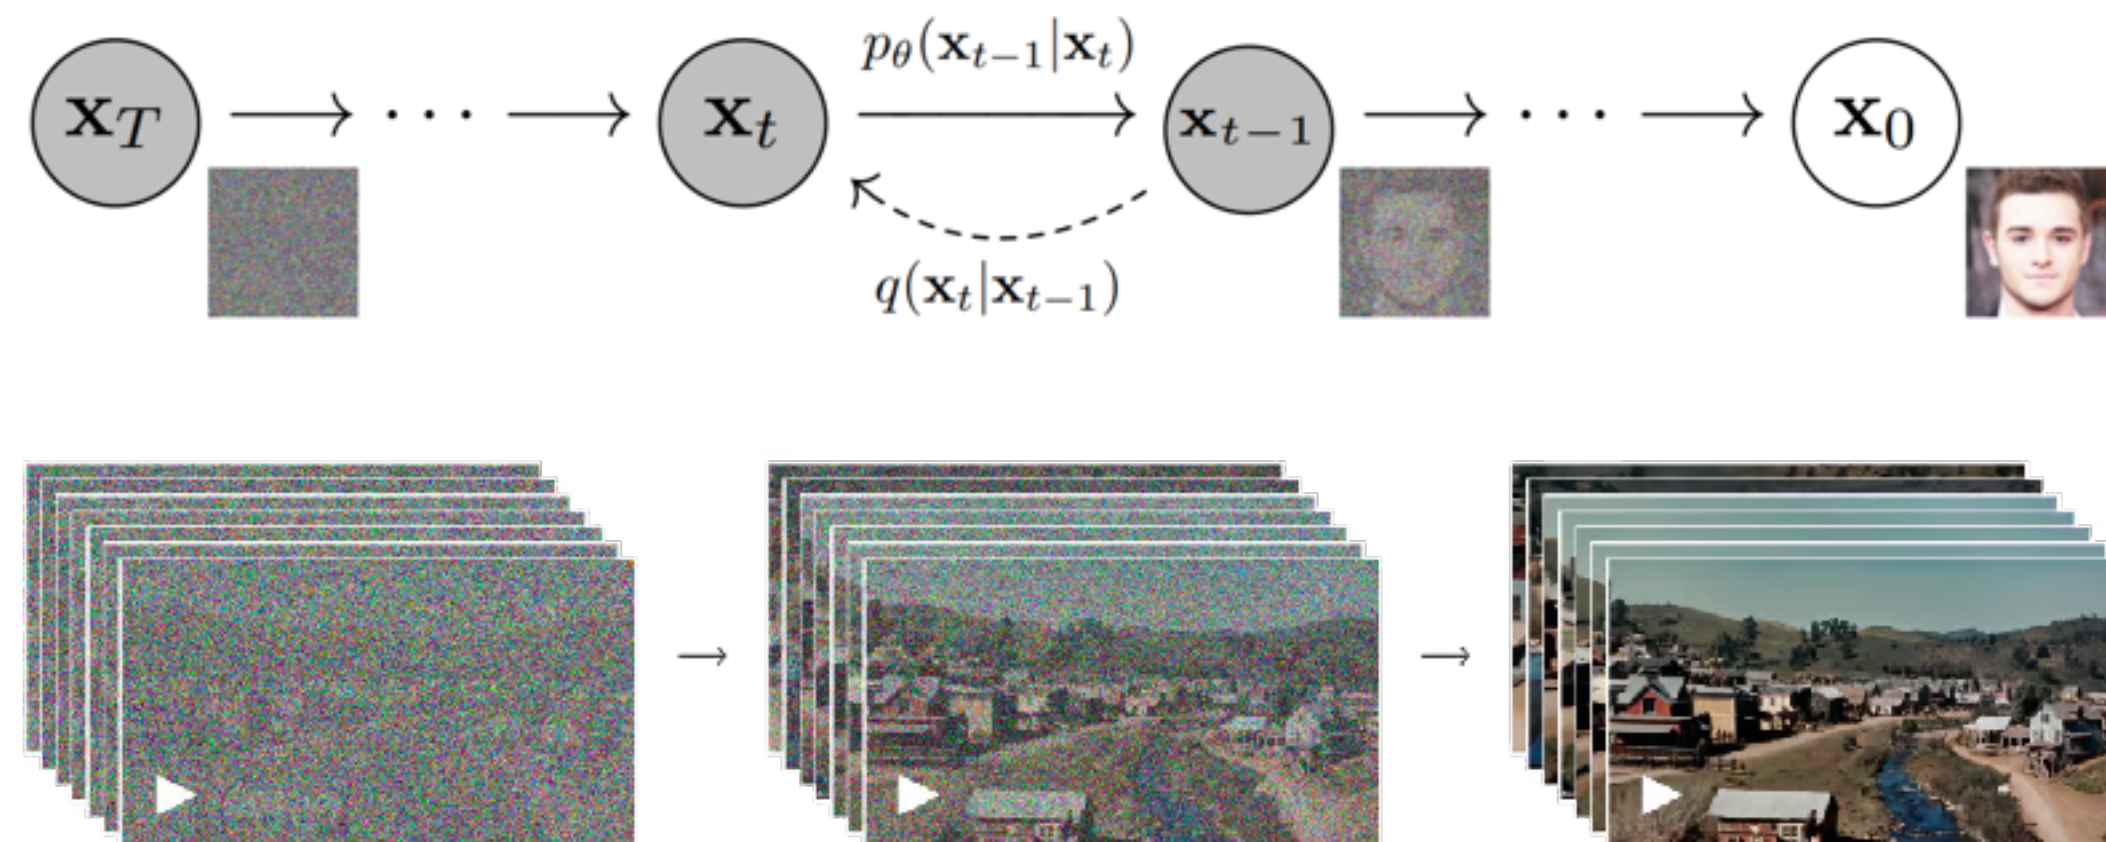 p_θ(x_{t−1}|x_t)
x_T → ··· → x_t → x_{t−1} → ··· → x_0
q(x_t|x_{t−1})
→ →